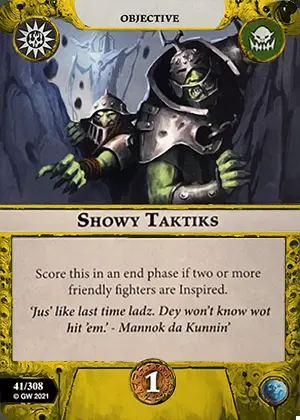 OBJECTIVE
SHOWY TAKTIKS
Score this in an end phase if two or more
friendly fighters are Inspired.
‘Jus’ like last time ladz. Dey won’t know wot
hit ’em.’ - Mannok da Kunnin’
41/308
© GW 2021
1